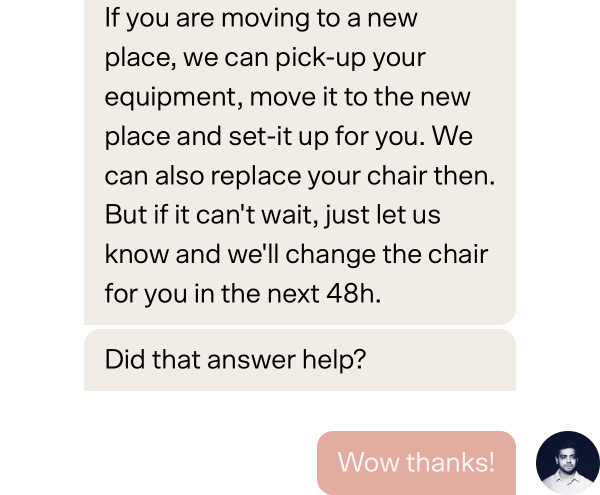 If you are moving to a new
place, we can pick-up your
equipment, move it to the new
place and set-it up for you. We
can also replace your chair then.
But if it can't wait, just let us
know and we'll change the chair
for you in the next 48h.
Did that answer help?
Wow thanks!